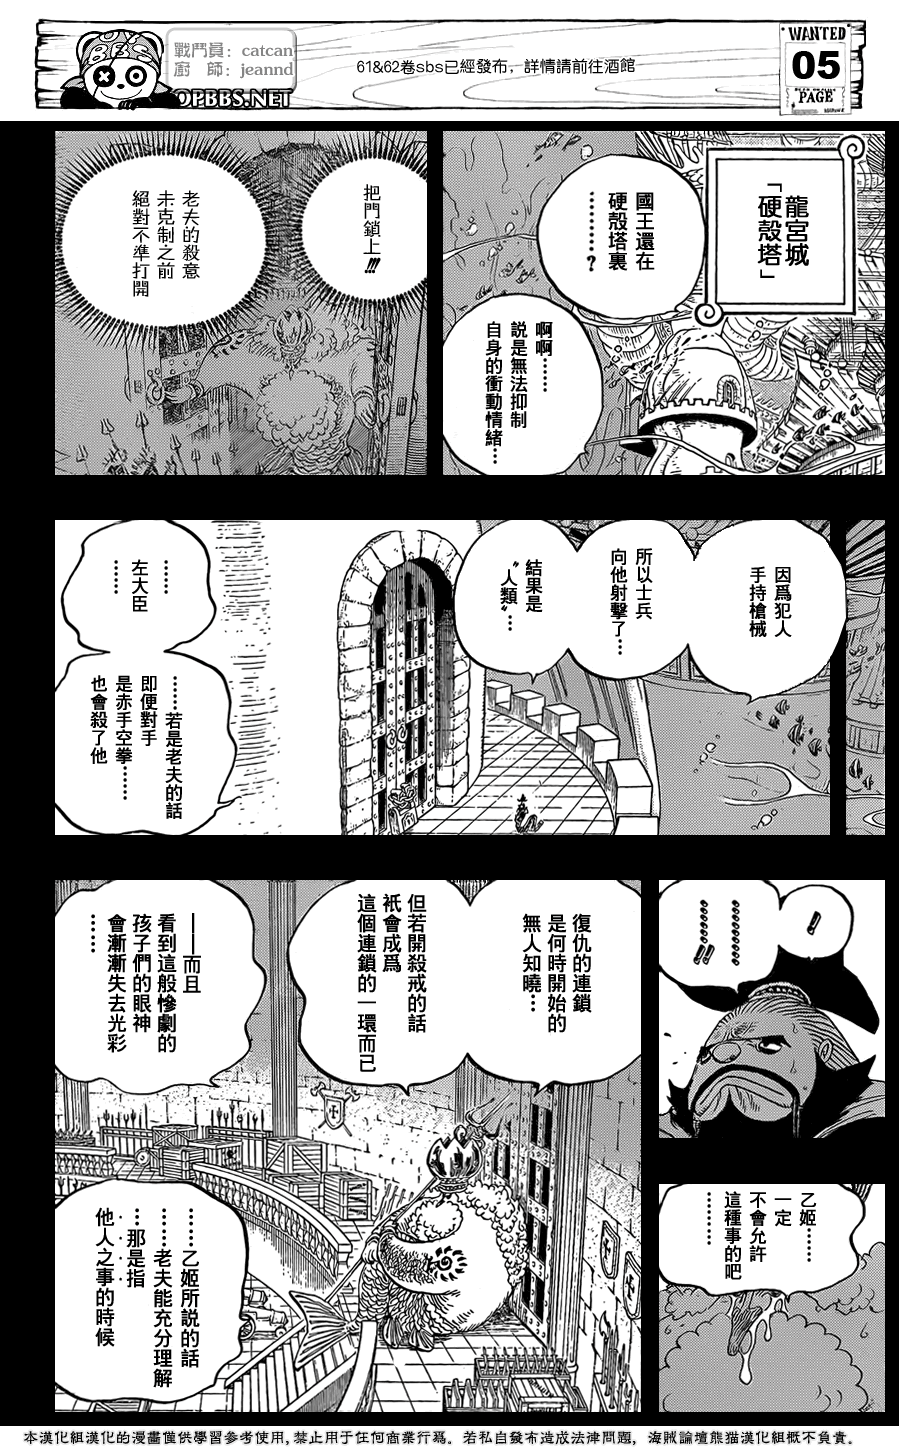 戰鬥員：catcan
廚　師：jeannd
OPBBS.NET
61&62卷sbs已經發布，詳情請前往酒館
WANTED
05
PAGE
龍宮城
「硬殼塔」
國王還在
硬殼塔裏
…………？
啊啊……
說是無法抑制
自身的衝動情緒…
把門鎖上!!!
老夫的殺意
未克制之前
絕對不準打開
因爲犯人
手持槍械
所以士兵
向他射擊了…
結果是
〝人類〞…
……
左大臣
……
……若是老夫的話
即便對手
是赤手空拳……
也會殺了他
!
………!!
………!!
復仇的連鎖
是何時開始的
無人知曉…
但若開殺戒的話
衹會成爲
這個連鎖的一環而已
——而且
看到這般慘劇的
孩子們的眼神
會漸漸失去光彩
……
乙姬……
一定
不會允許
這種事的吧
………
……乙姬所說的話
……老夫能充分理解
…那是指
他人之事的時候
本漢化組漢化的漫畫僅供學習參考使用，禁止用于任何商業行爲。若私自發布造成法律問題，海賊論壇熊猫漢化組概不負責。